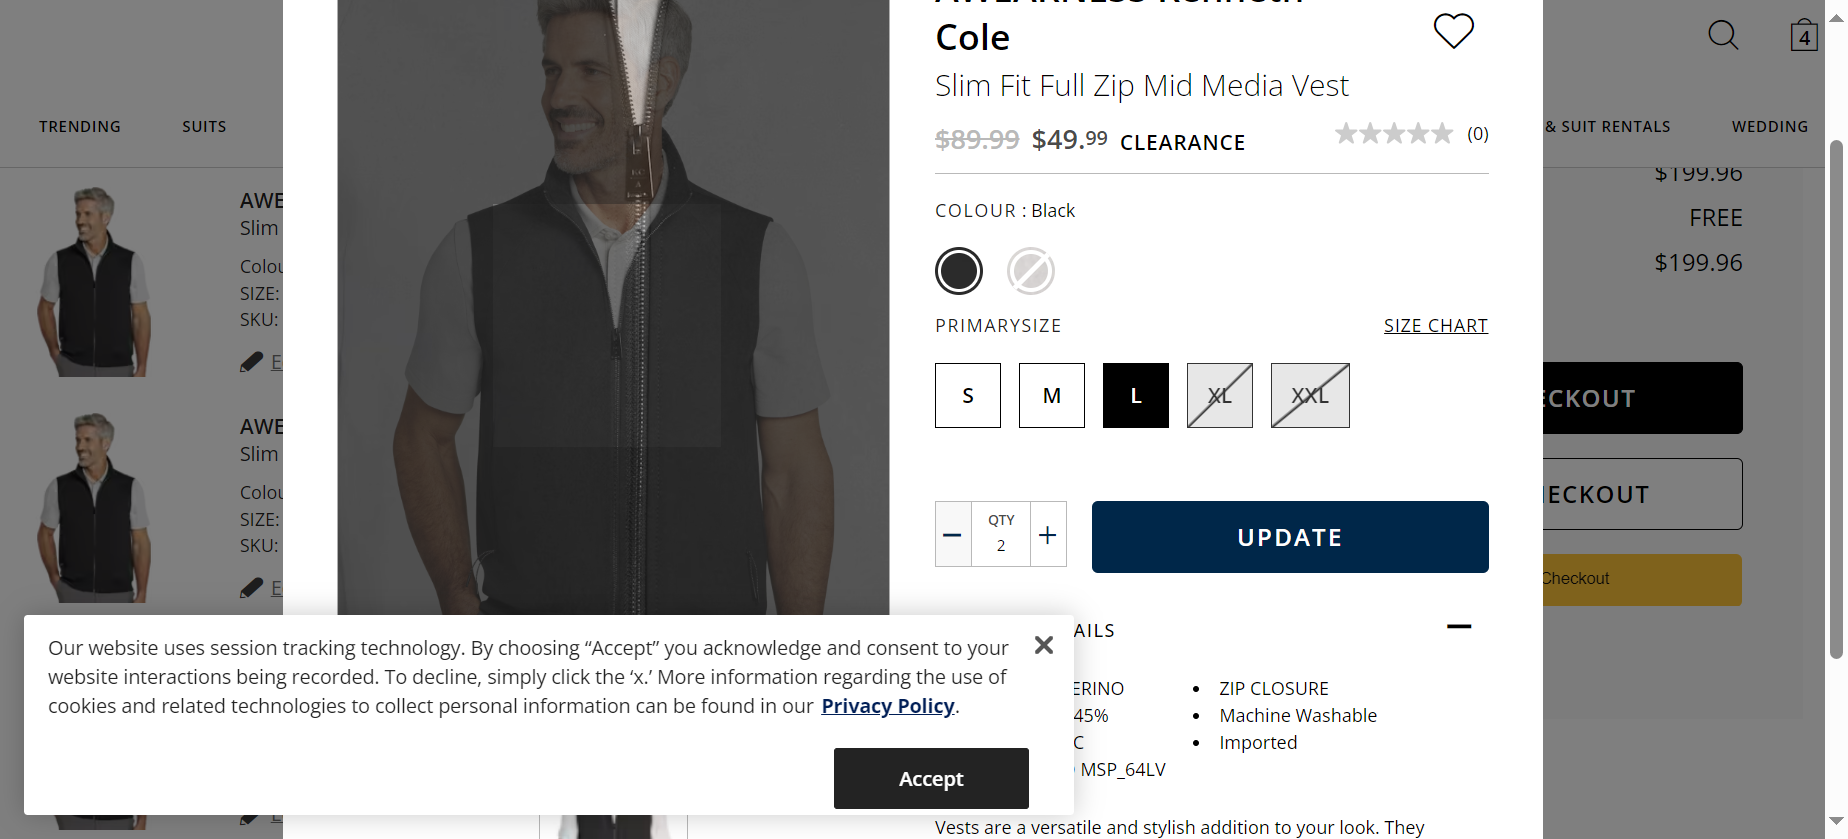 Cole
Slim Fit Full Zip Mid Media Vest
$89.99 $49.99 CLEARANCE
(0)
COLOUR : Black
PRIMARYSIZE
SIZE CHART
S
M
L
XL
XXL
QTY
2
UPDATE
AILS
ERINO
45%
C
MSP_64LV
ZIP CLOSURE
Machine Washable
Imported
Vests are a versatile and stylish addition to your look. They
Our website uses session tracking technology. By choosing “Accept” you acknowledge and consent to your
website interactions being recorded. To decline, simply click the ‘x.’ More information regarding the use of
cookies and related technologies to collect personal information can be found in our Privacy Policy.
Accept
TRENDING
SUITS
& SUIT RENTALS
WEDDING
4
AWE
Slim
Colou
SIZE:
SKU:
E
AWE
Slim
Colou
SIZE:
SKU:
E
$199.96
FREE
$199.96
ECKOUT
HECKOUT
Checkout